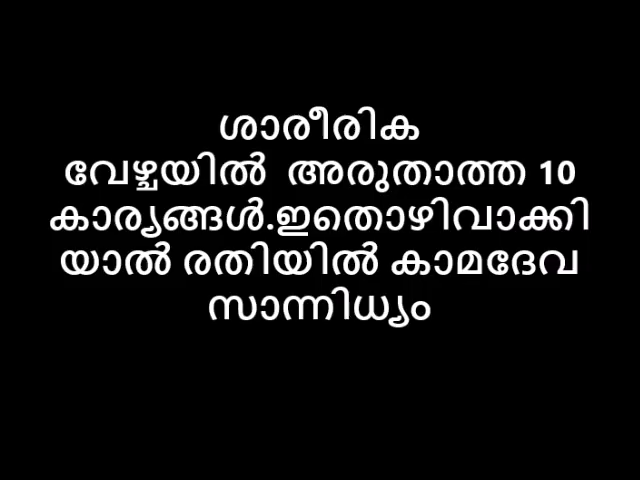 ശാരീരിക
വേഴ്ചയിൽ അരുതാത്ത 10
കാര്യങ്ങൾ.ഇതൊഴിവാക്കി
യാൽ രതിയിൽ കാമദേവ
സാന്നിധ്യം